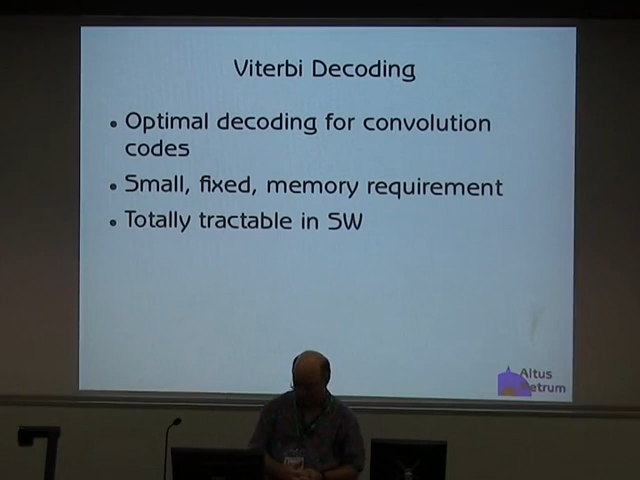 Viterbi Decoding
Optimal decoding for convolution
codes
Small, fixed, memory requirement
Totally tractable in SW
Altus
Metrum